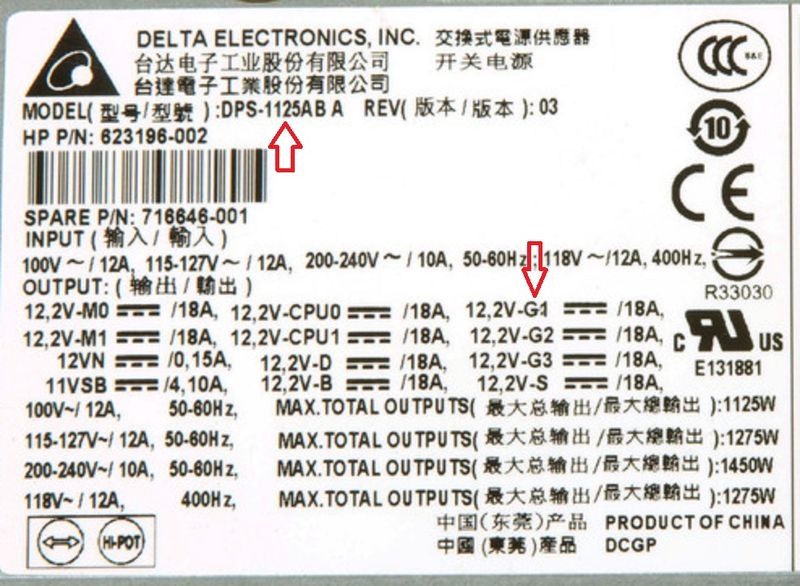 DELTA ELECTRONICS, INC. 交換式電源供應器
台达电子工业股份有限公司 开关电源
台達電子工業股份有限公司
MODEL(型号/型號):DPS-1125AB A REV(版本/版本):03
HP P/N: 623196-002
SPARE P/N: 716646-001
INPUT (输入/輸入)
100V～/ 12A, 115-127V～/ 12A, 200-240V～/ 10A, 50-60Hz ; 118V～/12A, 400Hz,
OUTPUT: (输出/輸出)
12,2V-M0 /18A, 12,2V-CPU0 /18A, 12,2V-G1 /18A,
12,2V-M1 /18A, 12,2V-CPU1 /18A, 12,2V-G2 /18A,
12VN /0,15A, 12,2V-D /18A, 12,2V-G3 /18A,
11VSB /4,10A, 12,2V-B /18A, 12,2V-S /18A,
100V~/ 12A, 50-60Hz, MAX.TOTAL OUTPUTS(最大总输出/最大總輸出):1125W
115-127V~/ 12A, 50-60Hz, MAX.TOTAL OUTPUTS(最大总输出/最大總輸出):1275W
200-240V~/ 10A, 50-60Hz, MAX.TOTAL OUTPUTS(最大总输出/最大總輸出):1450W
118V~/ 12A, 400Hz, MAX.TOTAL OUTPUTS(最大总输出/最大總輸出):1275W
中国(东莞)产品 PRODUCT OF CHINA
中國(東莞)產品 DCGP
HI-POT
CCC S&E
10
CE
R33030
c RU US
E131881